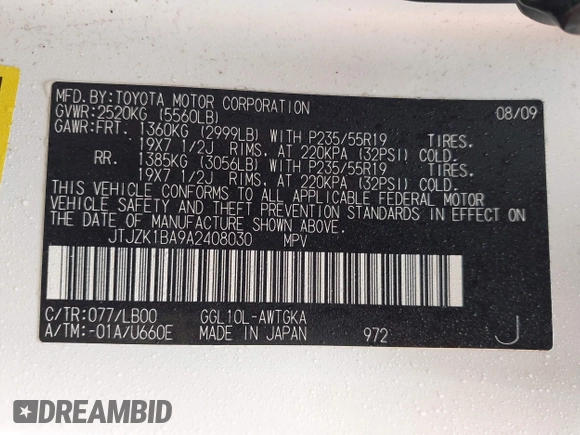 MFD.BY:TOYOTA MOTOR CORPORATION 08/09
GVWR:2520KG (5560LB)
GAWR:FRT. 1360KG (2999LB) WITH P235/55R19 TIRES.
19X7 1/2J RIMS. AT 220KPA (32PSI) COLD.
RR. 1385KG (3056LB) WITH P235/55R19 TIRES.
19X7 1/2J RIMS. AT 220KPA (32PSI) COLD.
THIS VEHICLE CONFORMS TO ALL APPLICABLE FEDERAL MOTOR
VEHICLE SAFETY AND THEFT PREVENTION STANDARDS IN EFFECT ON
THE DATE OF MANUFACTURE SHOWN ABOVE.
JTJZK1BA9A2408030 MPV
C/TR:077/LB00 GGL10L-AWTGKA
A/TM:-01A/U660E MADE IN JAPAN 972 J
DREAMBID